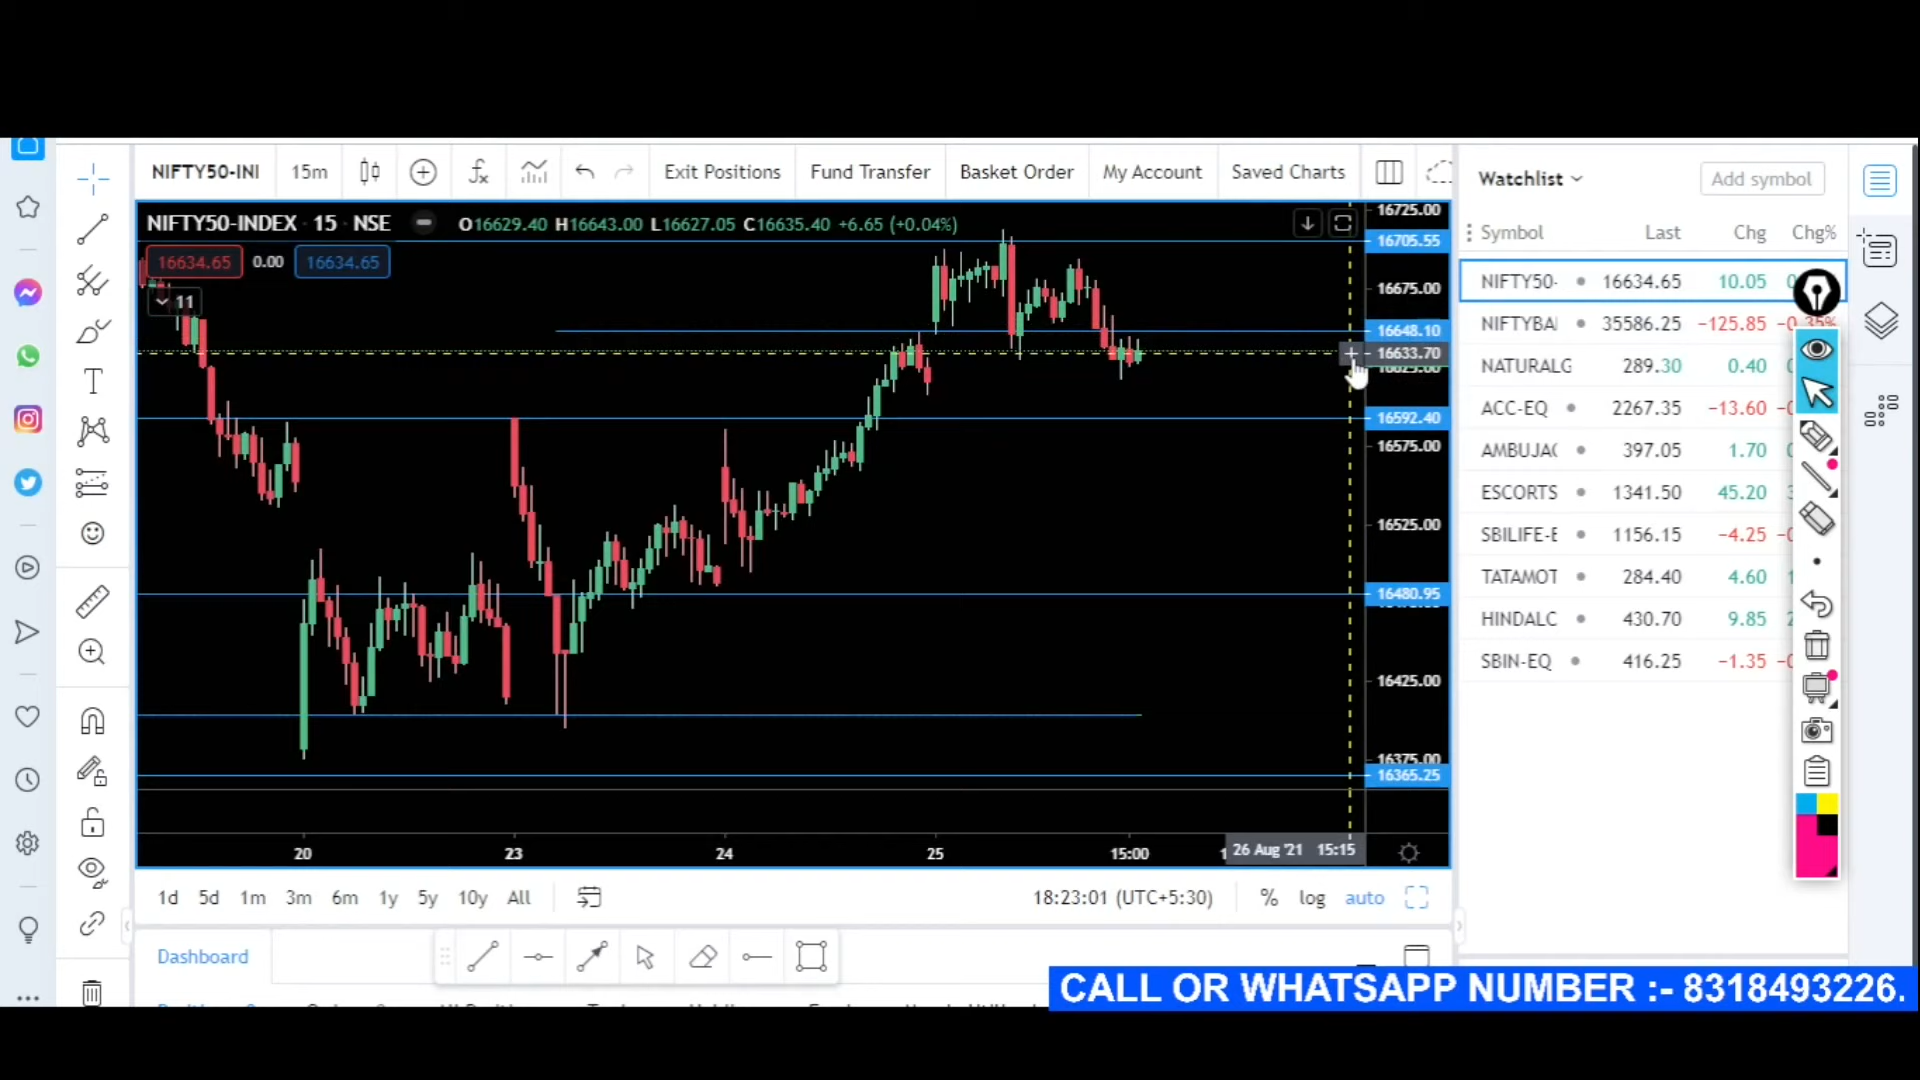 NIFTY50-INI 15m Exit Positions Fund Transfer Basket Order My Account Saved Charts
Watchlist Add symbol
NIFTY50-INDEX · 15 · NSE O16629.40 H16643.00 L16627.05 C16635.40 +6.65 (+0.04%)
16634.65 0.00 16634.65
11
16725.00
16705.55
16675.00
16648.10
16633.70
16592.40
16575.00
16525.00
16480.95
16425.00
16375.00
16365.25
Symbol Last Chg Chg%
NIFTY50- 16634.65 10.05
NIFTYBA 35586.25 −125.85 −0.35%
NATURALG 289.30 0.40
ACC-EQ 2267.35 −13.60
AMBUJA 397.05 1.70
ESCORTS 1341.50 45.20
SBILIFE-E 1156.15 −4.25
TATAMOT 284.40 4.60
HINDALC 430.70 9.85
SBIN-EQ 416.25 −1.35
20 23 24 25 15:00 26 Aug '21 15:15
1d 5d 1m 3m 6m 1y 5y 10y All 18:23:01 (UTC+5:30) % log auto
Dashboard
CALL OR WHATSAPP NUMBER :- 8318493226.